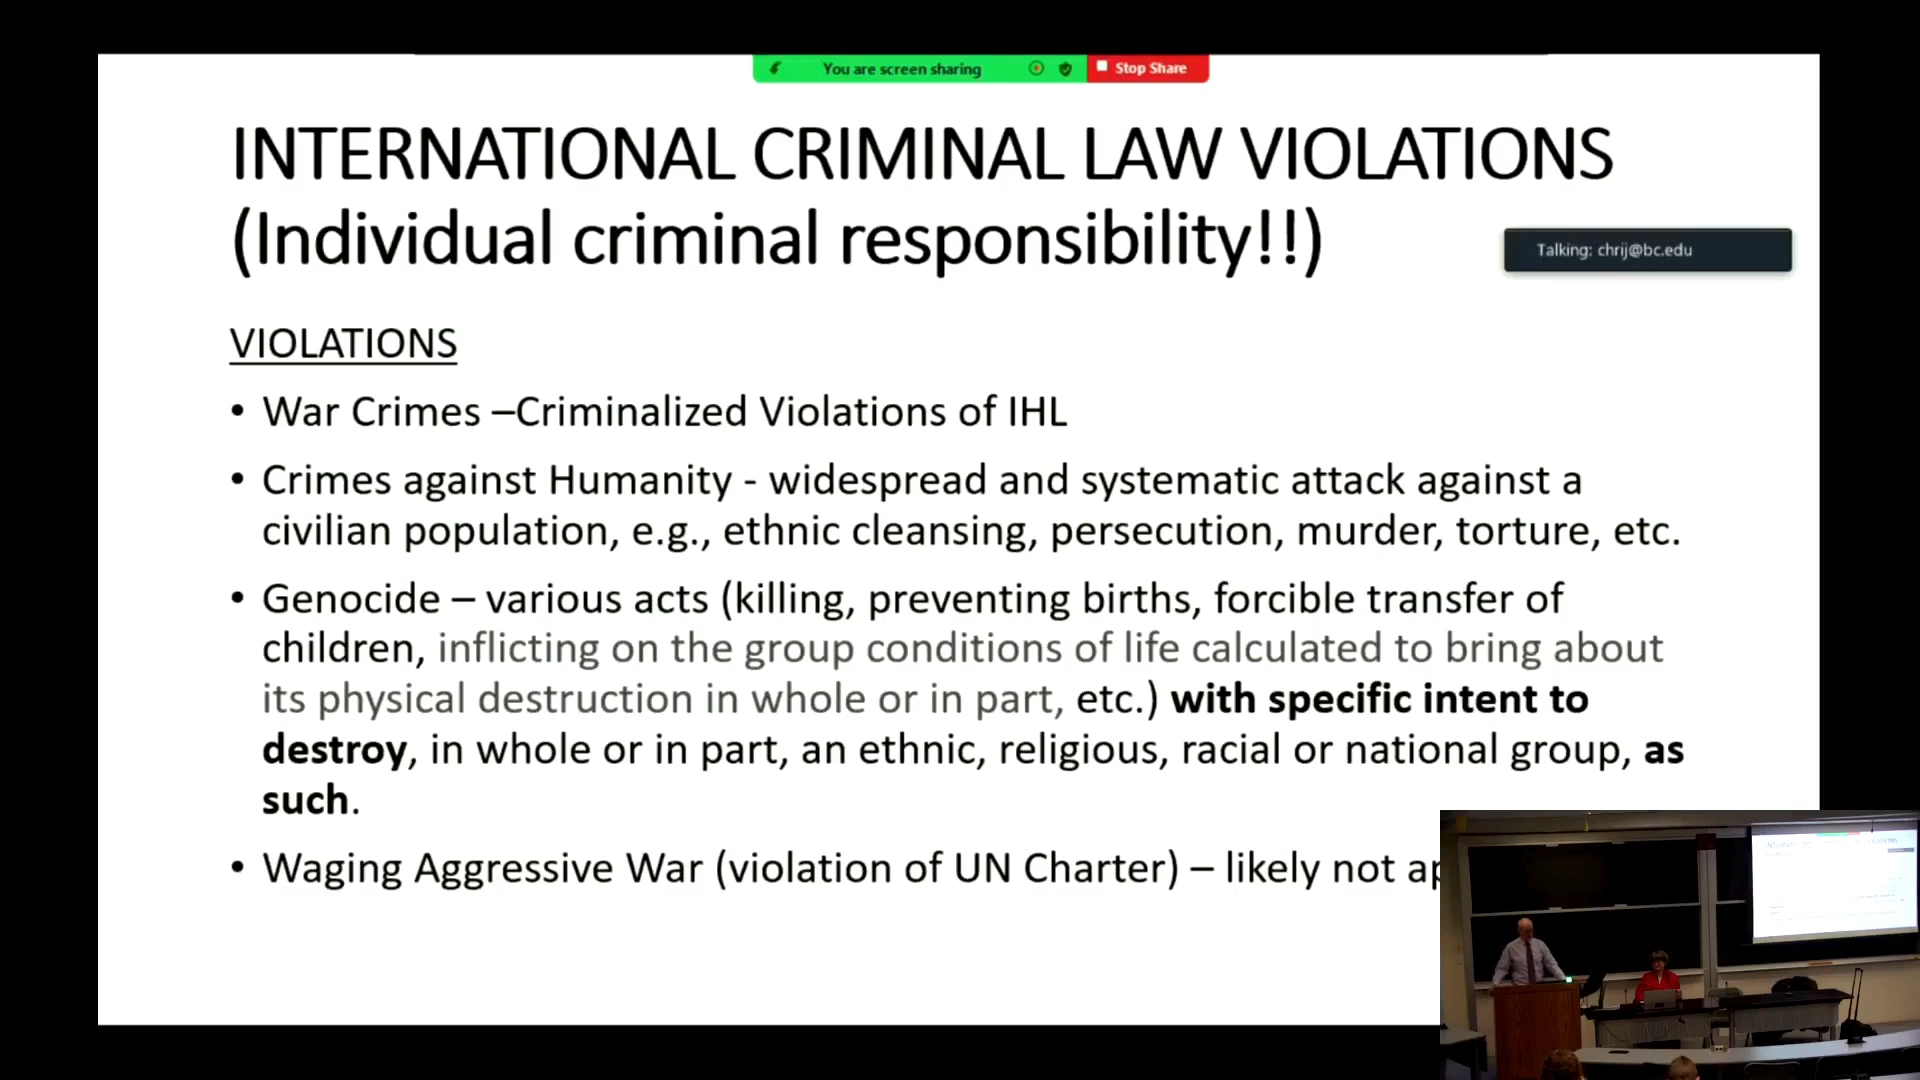 You are screen sharing Stop Share
INTERNATIONAL CRIMINAL LAW VIOLATIONS
(Individual criminal responsibility!!)
Talking: chrij@bc.edu
VIOLATIONS
• War Crimes –Criminalized Violations of IHL
• Crimes against Humanity - widespread and systematic attack against a
civilian population, e.g., ethnic cleansing, persecution, murder, torture, etc.
• Genocide – various acts (killing, preventing births, forcible transfer of
children, inflicting on the group conditions of life calculated to bring about
its physical destruction in whole or in part, etc.) with specific intent to
destroy, in whole or in part, an ethnic, religious, racial or national group, as
such.
• Waging Aggressive War (violation of UN Charter) – likely not